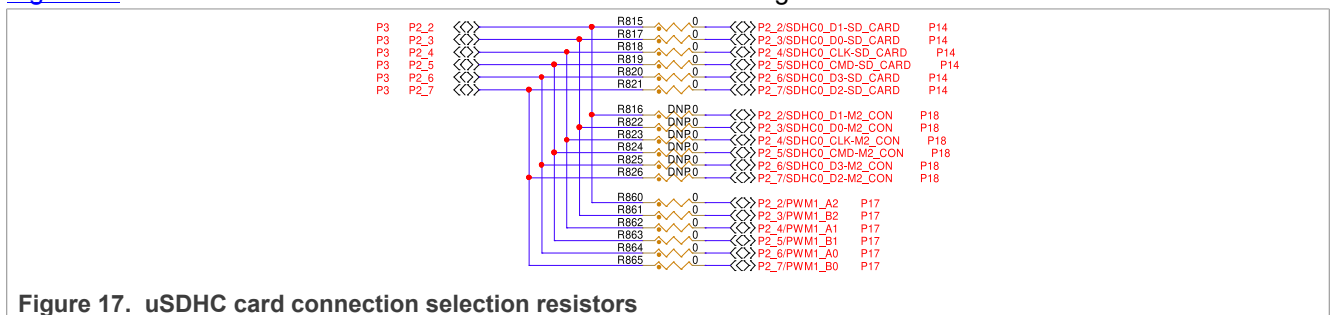 P3 P2_2 R815 0 P2_2/SDHC0_D1-SD_CARD P14
P3 P2_3 R817 P2_3/SDHC0_D0-SD_CARD P14
P3 P2_4 R818 P2_4/SDHC0_CLK-SD_CARD P14
P3 P2_5 R819 P2_5/SDHC0_CMD-SD_CARD P14
P3 P2_6 R820 0 P2_6/SDHC0_D3-SD_CARD P14
P3 P2_7 R821 0 P2_7/SDHC0_D2-SD_CARD P14
R816 DNP 0 P2_2/SDHC0_D1-M2_CON P18
R822 DNP 0 P2_3/SDHC0_D0-M2_CON P18
R823 DNP 0 P2_4/SDHC0_CLK-M2_CON P18
R824 DNP 0 P2_5/SDHC0_CMD-M2_CON P18
R825 DNP 0 P2_6/SDHC0_D3-M2_CON P18
R826 DNP 0 P2_7/SDHC0_D2-M2_CON P18
R860 0 P2_2/PWM1_A2 P17
R861 0 P2_3/PWM1_B2 P17
R862 0 P2_4/PWM1_A1 P17
R863 0 P2_5/PWM1_B1 P17
R864 0 P2_6/PWM1_A0 P17
R865 0 P2_7/PWM1_B0 P17
Figure 17. uSDHC card connection selection resistors